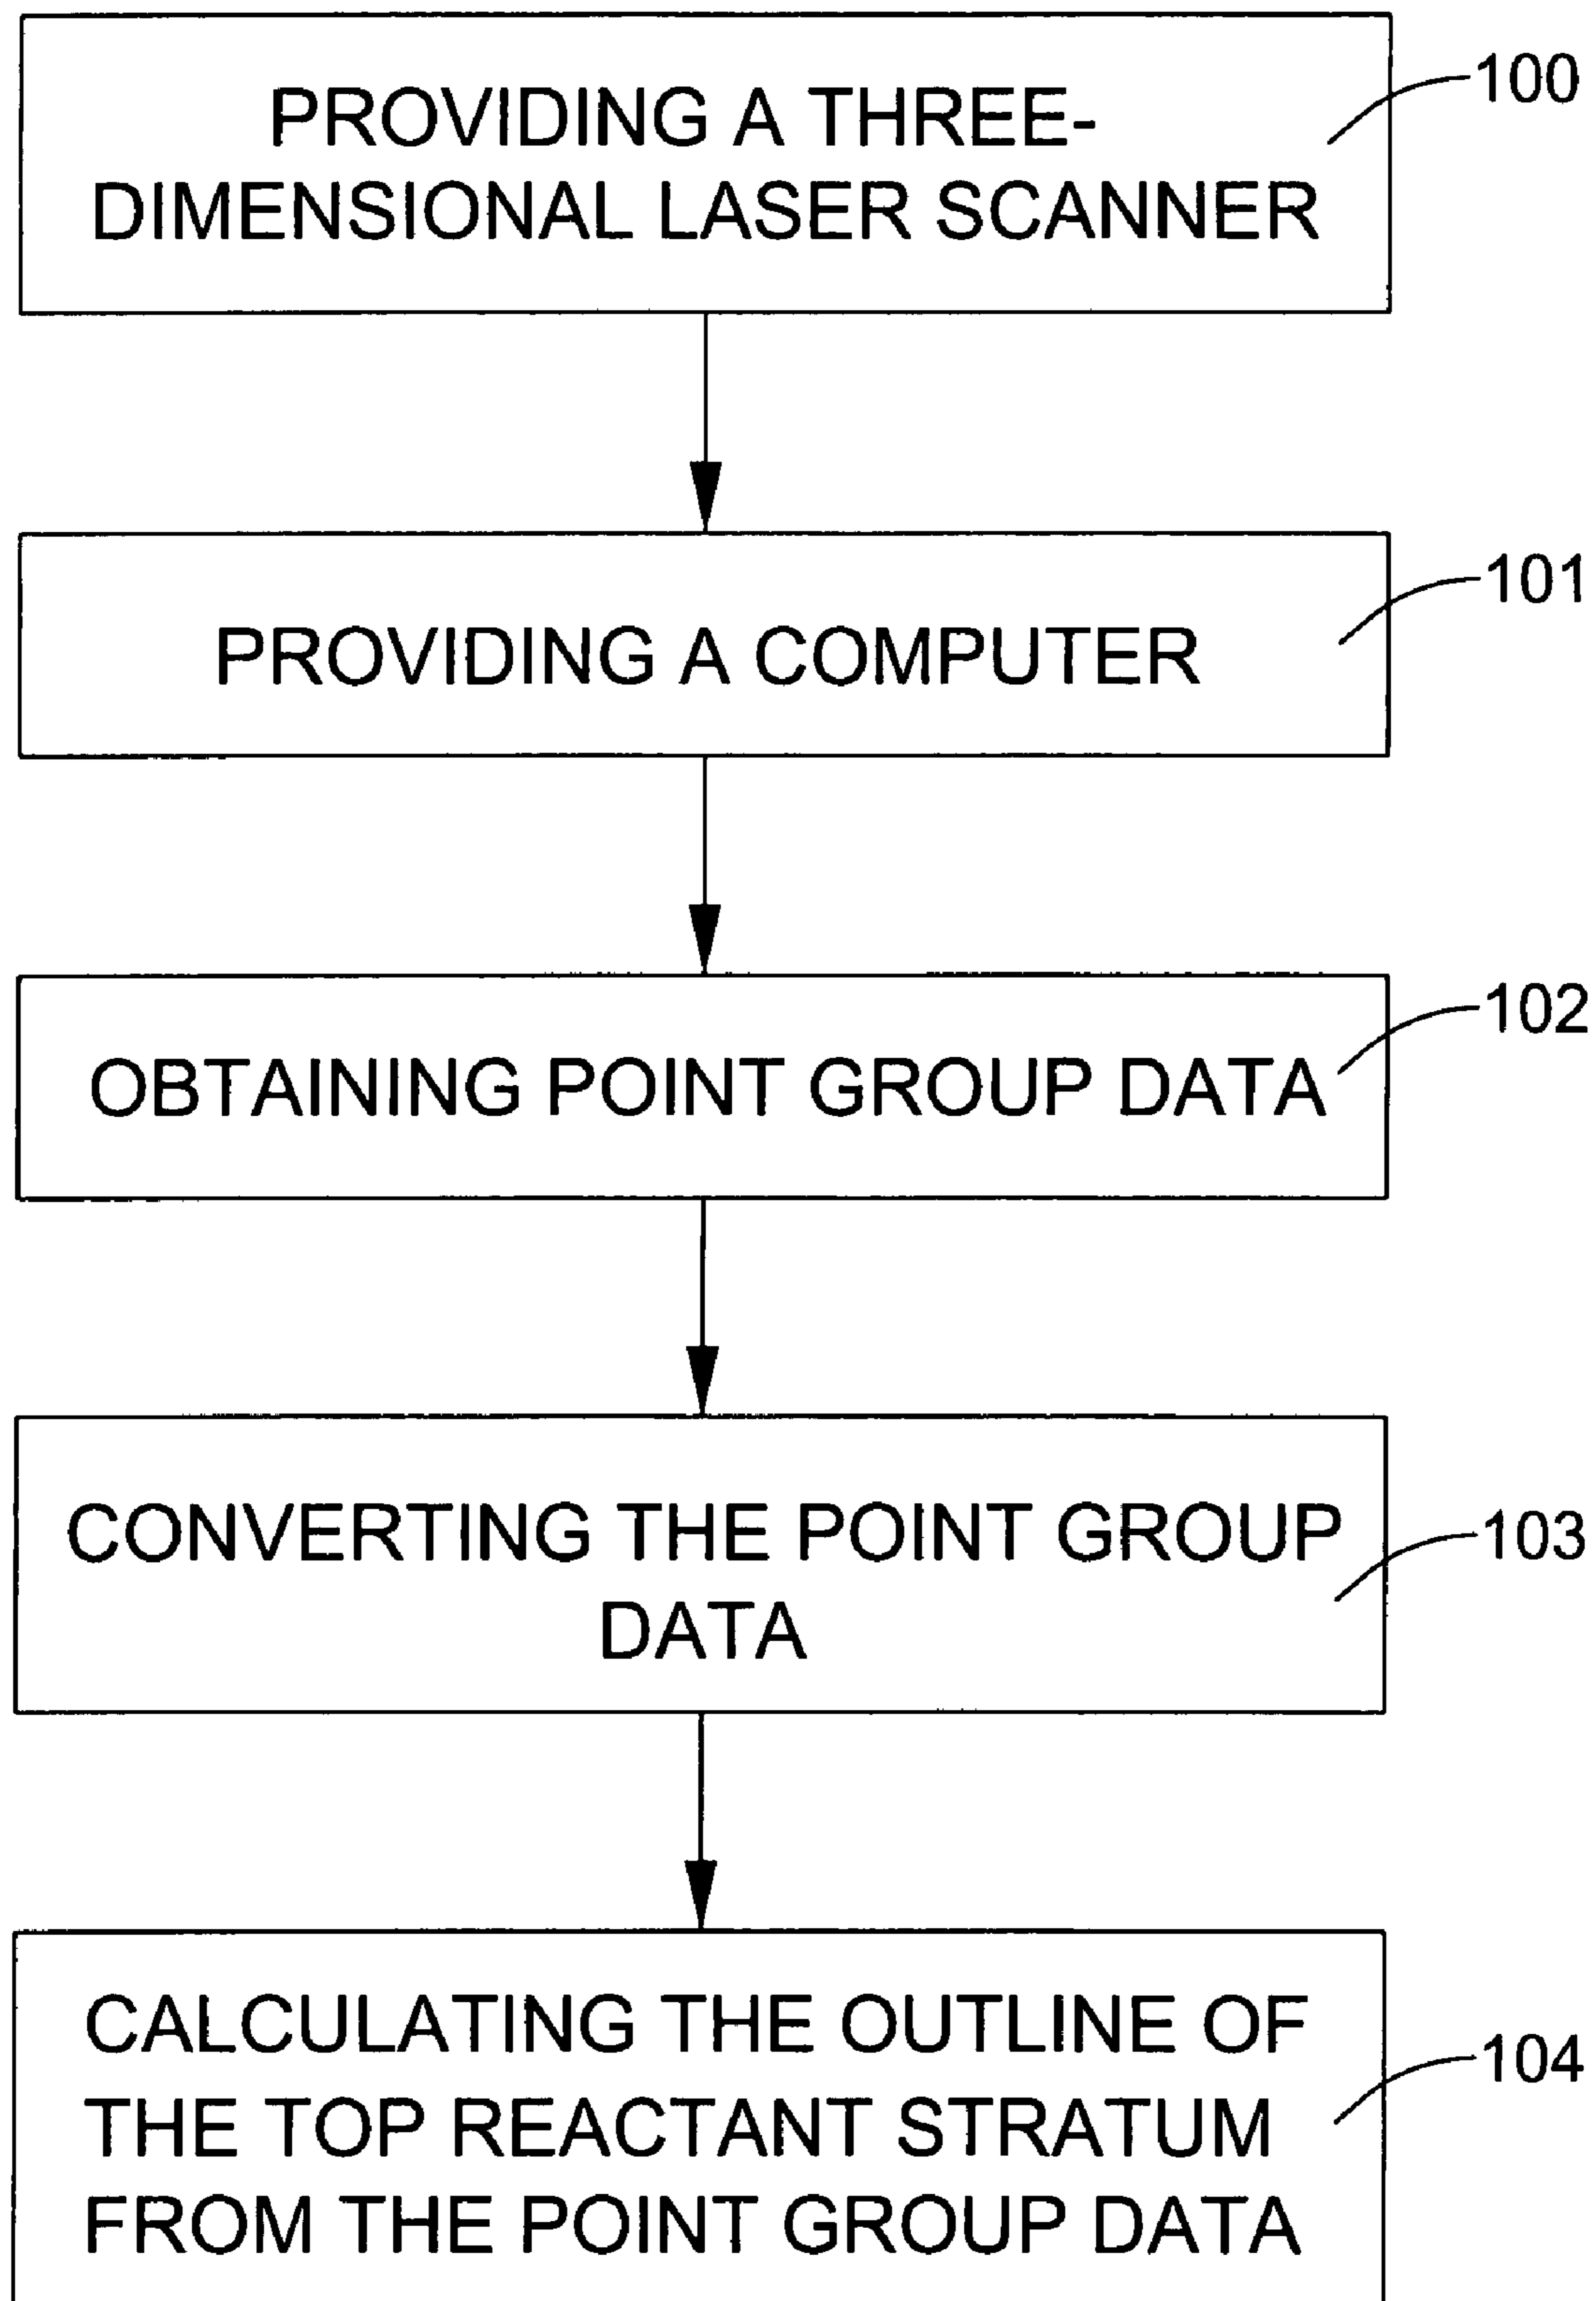 PROVIDING A THREE-
DIMENSIONAL LASER SCANNER
100
PROVIDING A COMPUTER
101
OBTAINING POINT GROUP DATA
102
CONVERTING THE POINT GROUP
DATA
103
CALCULATING THE OUTLINE OF
THE TOP REACTANT STRATUM
FROM THE POINT GROUP DATA
104